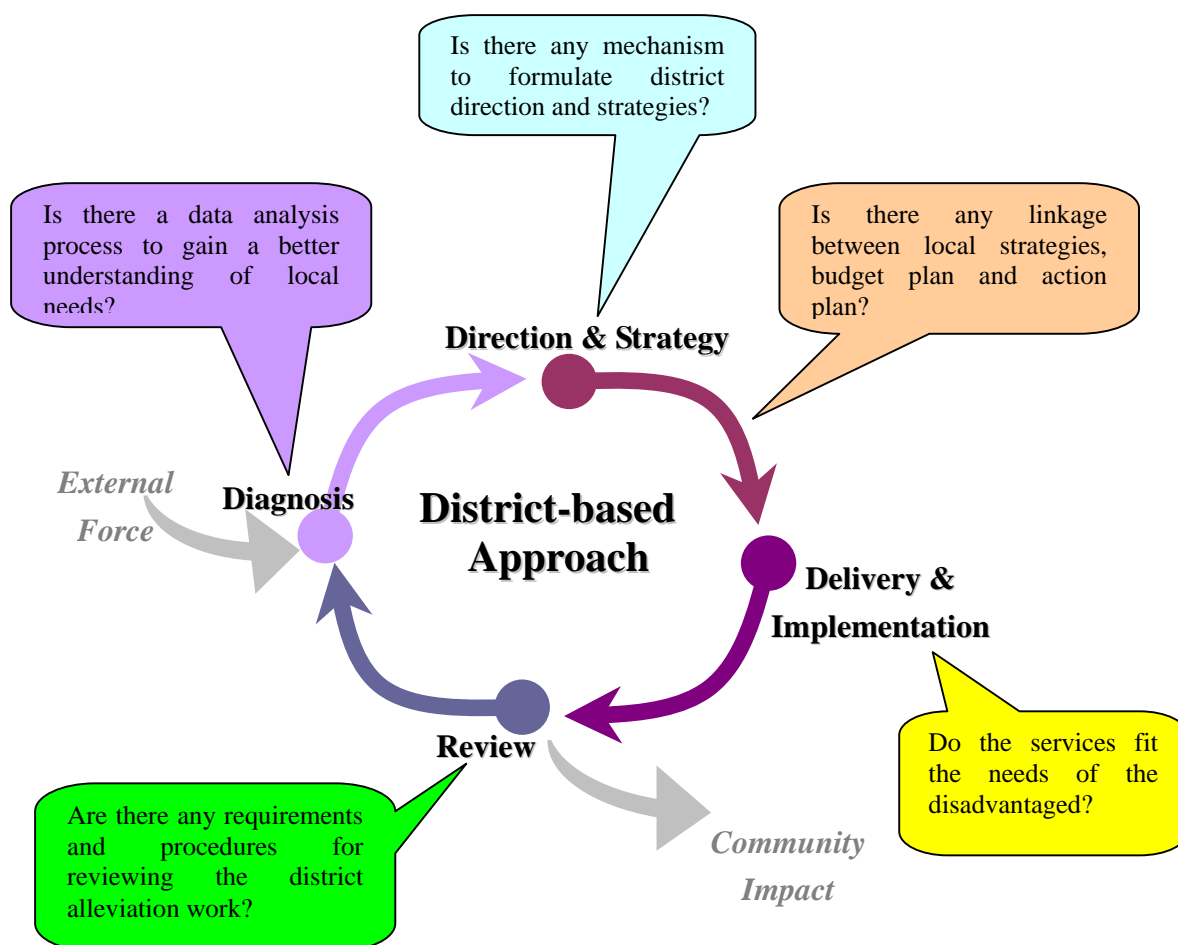 Is there any mechanism
to formulate district
direction and strategies?
Is there a data analysis
process to gain a better
understanding of local
needs?
Is there any linkage
between local strategies,
budget plan and action
plan?
Direction & Strategy
External
Force
Diagnosis
District-based
Approach
Delivery &
Implementation
Review
Do the services fit
the needs of the
disadvantaged?
Are there any requirements
and procedures for
reviewing the district
alleviation work?
Community
Impact